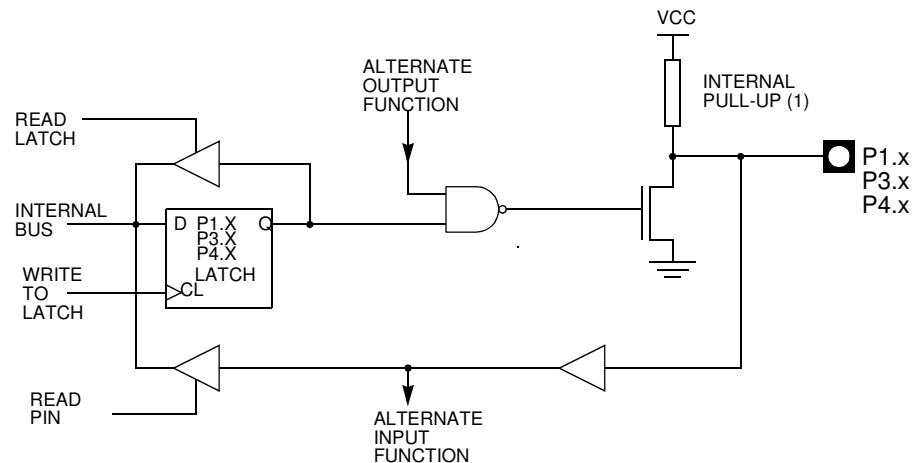 VCC
ALTERNATE
OUTPUT
FUNCTION
INTERNAL
PULL-UP (1)
READ
LATCH
P1.x
P3.x
P4.x
INTERNAL
BUS
D P1.X Q
P3.X
P4.X
LATCH
CL
WRITE
TO
LATCH
READ
PIN
ALTERNATE
INPUT
FUNCTION